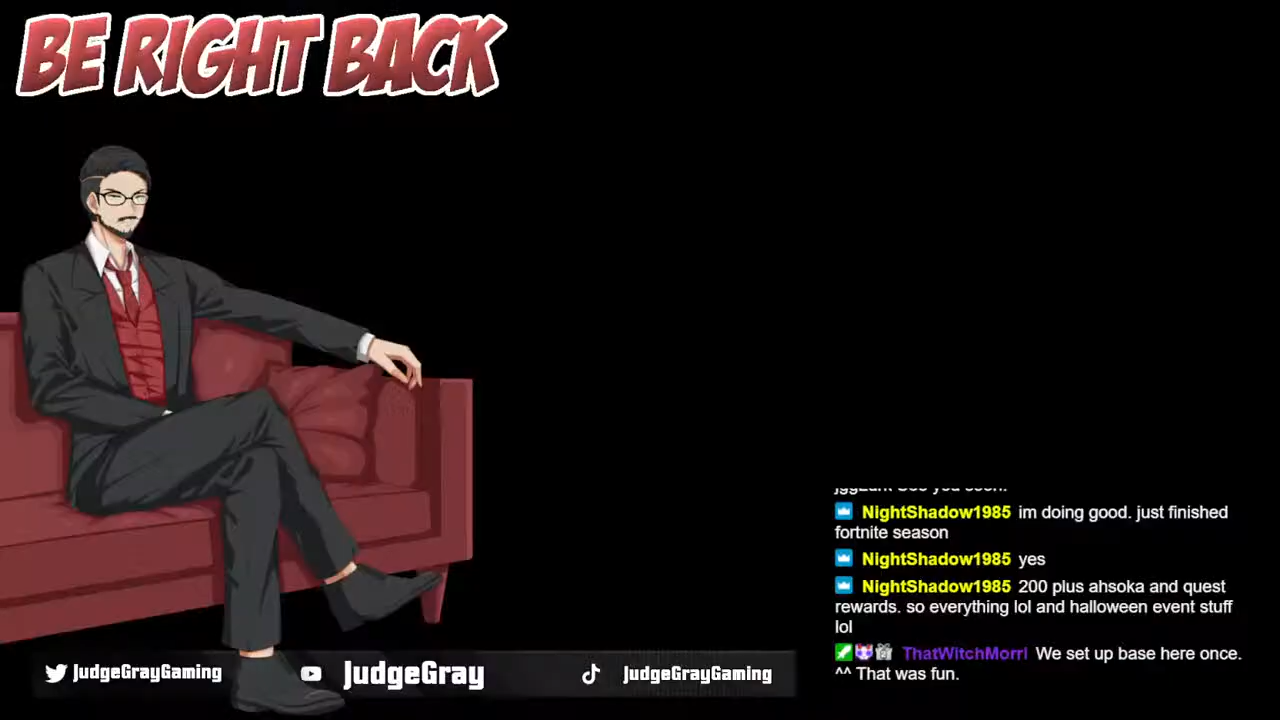 BE RIGHT BACK
NightShadow1985 im doing good. just finished
fortnite season
NightShadow1985 yes
NightShadow1985 200 plus ahsoka and quest
rewards. so everything lol and halloween event stuff
lol
ThatWitchMorrI We set up base here once.
^^ That was fun.
JudgeGrayGaming
JudgeGray
JudgeGrayGaming